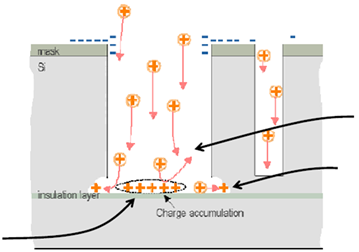 mask
Si
insulation layer
Charge accumulation